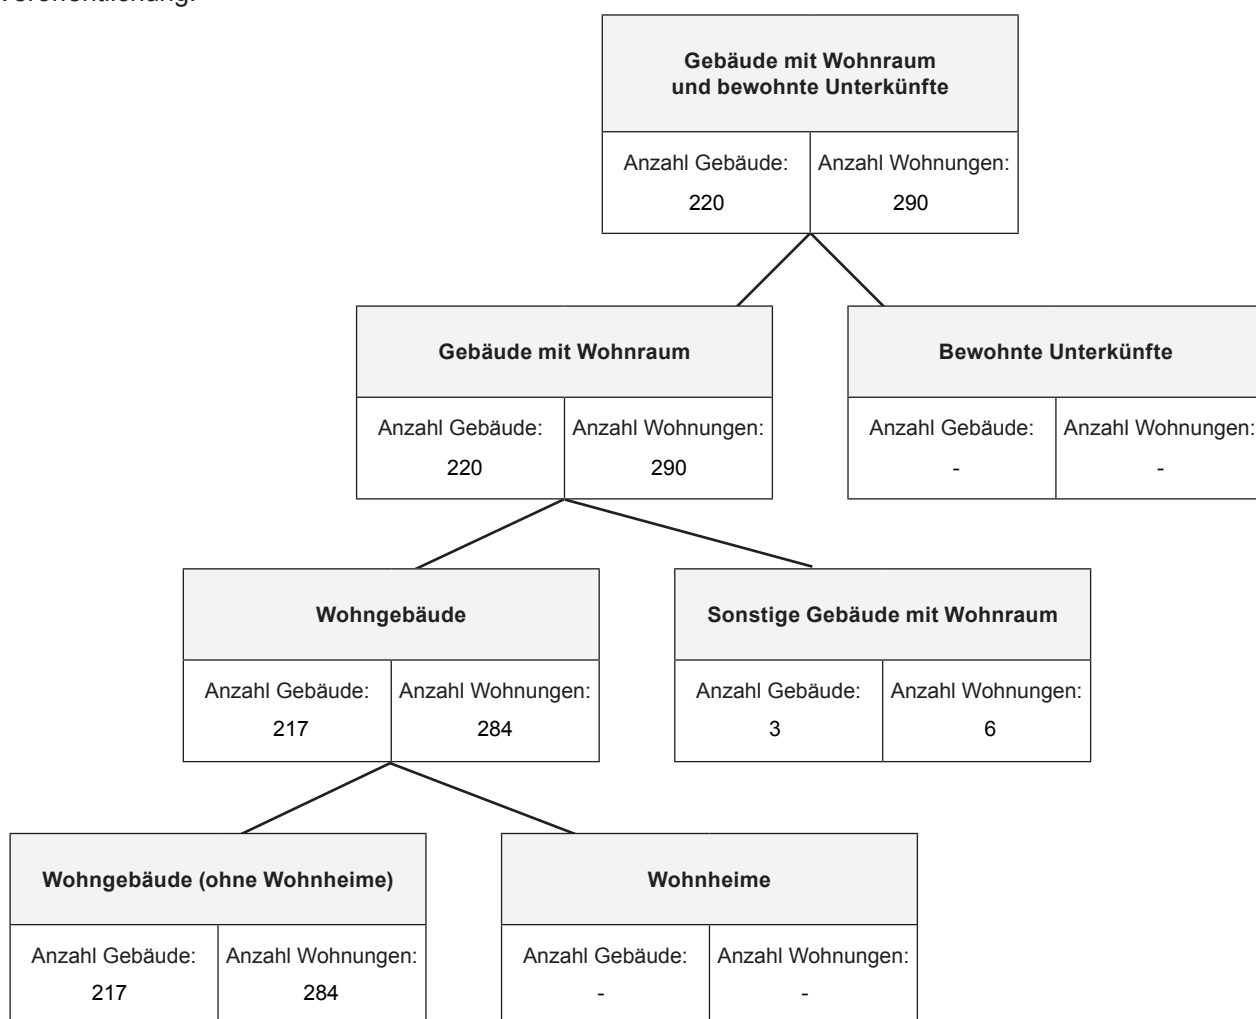 Gebäude mit Wohnraum
und bewohnte Unterkünfte
Anzahl Gebäude: Anzahl Wohnungen:
220 290
Gebäude mit Wohnraum Bewohnte Unterkünfte
Anzahl Gebäude: Anzahl Wohnungen: Anzahl Gebäude: Anzahl Wohnungen:
220 290 - -
Wohngebäude Sonstige Gebäude mit Wohnraum
Anzahl Gebäude: Anzahl Wohnungen: Anzahl Gebäude: Anzahl Wohnungen:
217 284 3 6
Wohngebäude (ohne Wohnheime) Wohnheime
Anzahl Gebäude: Anzahl Wohnungen: Anzahl Gebäude: Anzahl Wohnungen:
217 284 - -